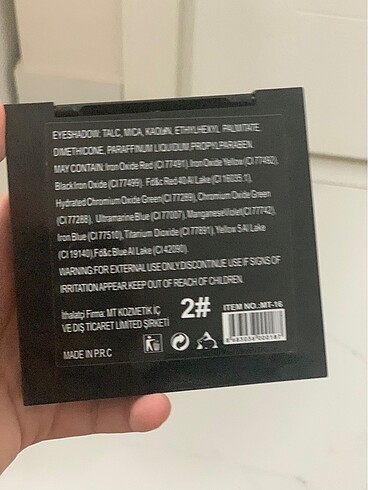 EYESHADOW: TALC, MICA, KAOLIN, ETHYLHEXYL PALMITATE,
DIMETHICONE, PARAFFINUM LIQUIDUM,PROPYLPARABEN.
MAY CONTAIN: Iron Oxide Red (CI 77491), Iron Oxide Yellow (CI 77492),
Black Iron Oxide (CI 77499), Fd&c Red 40 Al Lake (CI 16035:1),
Hydrated Chromium Oxide Green(CI 77289), Chromium Oxide Green
(CI 77288), Ultramarine Blue (CI 77007), Manganese Violet(CI 77742),
Iron Blue (CI 77510), Titanium Dioxide (CI 77891), Yellow 5 Al Lake
(CI 19140),Fd&c Blue Al Lake (CI 42090).
WARNING:FOR EXTERNAL USE ONLY.DISCONTINUE USE IF SIGNS OF
IRRITATION APPEAR.KEEP OUT OF REACH OF CHILDREN.
İthalatçı Firma: MT KOZMETİK İÇ
VE DIŞ TİCARET LİMİTED ŞİRKETİ
2#
ITEM NO.:MT-16
8 683036 000187
MADE IN P.R.C